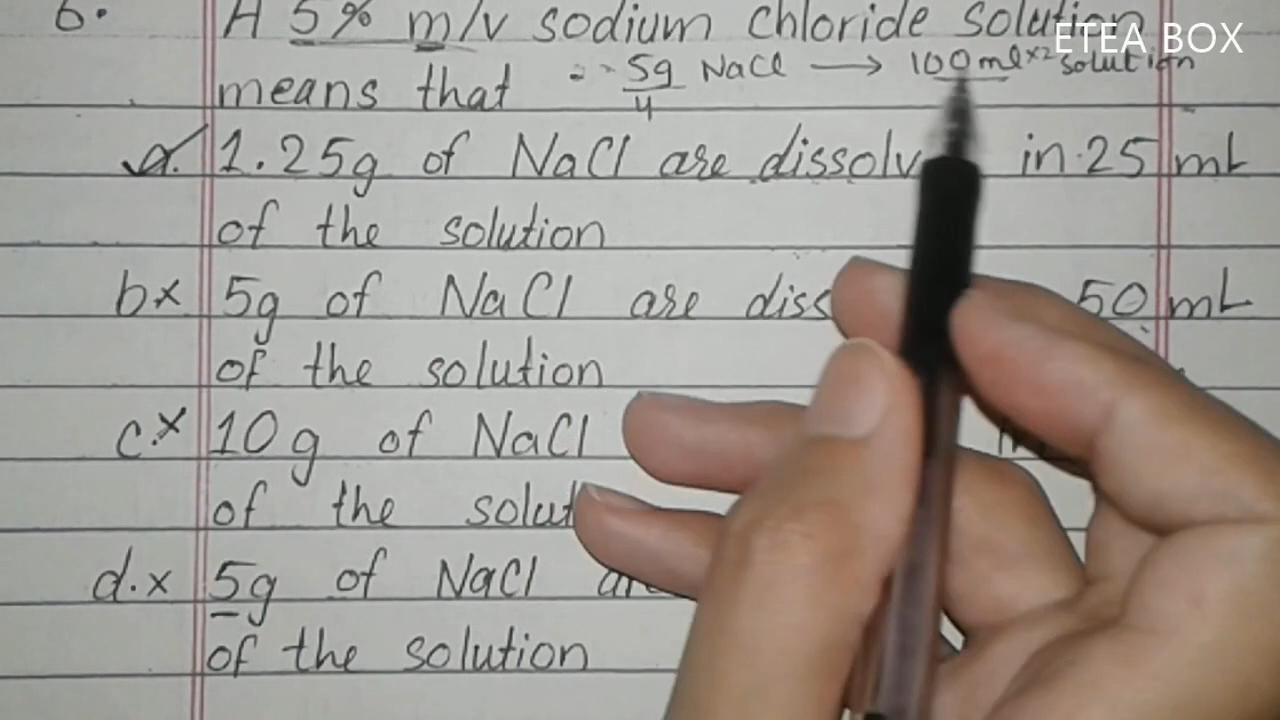 6. A 5% m/v sodium chloride solution
ETEA BOX
means that ∴ 5g NaCl → 100ml×2 solution
4
a. 1.25g of NaCl are dissolv in 25 mL
of the solution
b× 5g of NaCl are diss 50 mL
of the solution
c.× 10g of NaCl
of the solut
d.× 5g of NaCl
of the solution